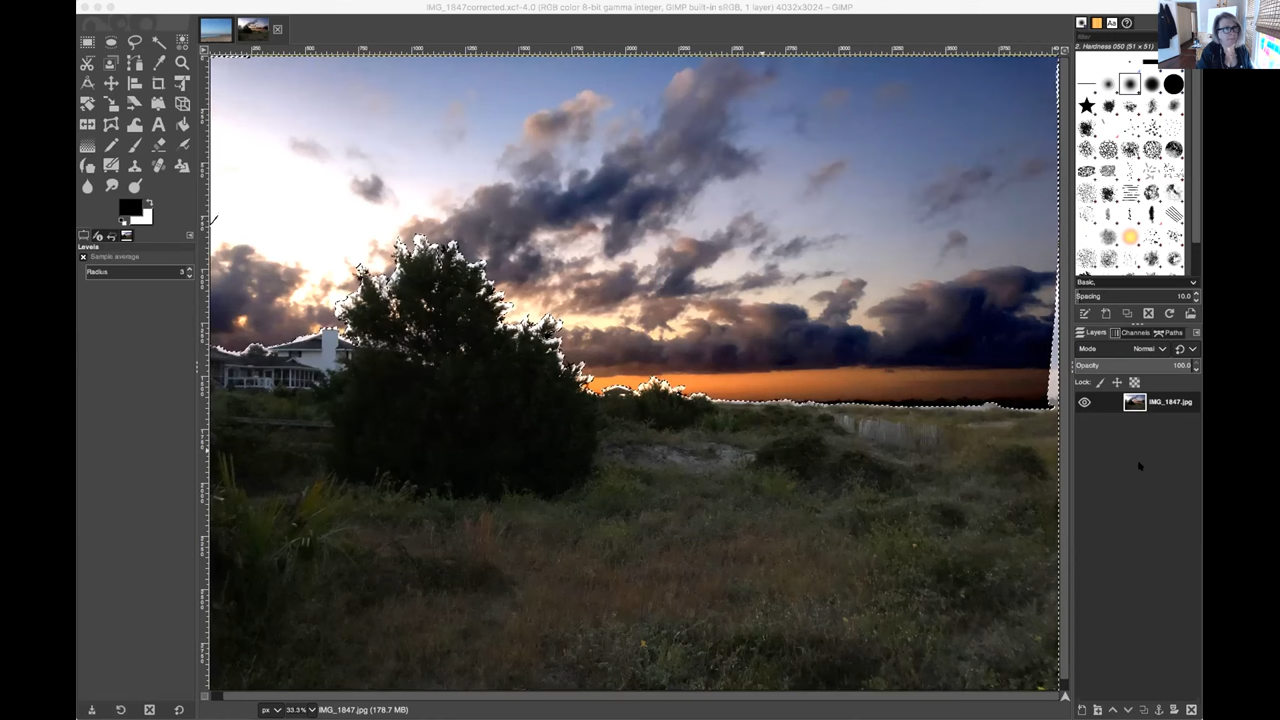 IMG_1847corrected.xcf-4.0 (RGB color 8-bit gamma integer, GIMP built-in sRGB, 1 layer) 4032x3024 – GIMP
filter
2. Hardness 050 (51 × 51)
Levels
Sample average
Radius 3
Basic,
Spacing 10.0
Layers Channels Paths
Mode Normal
Opacity 100.0
Lock:
IMG_1847.jpg
px 33.3% IMG_1847.jpg (178.7 MB)